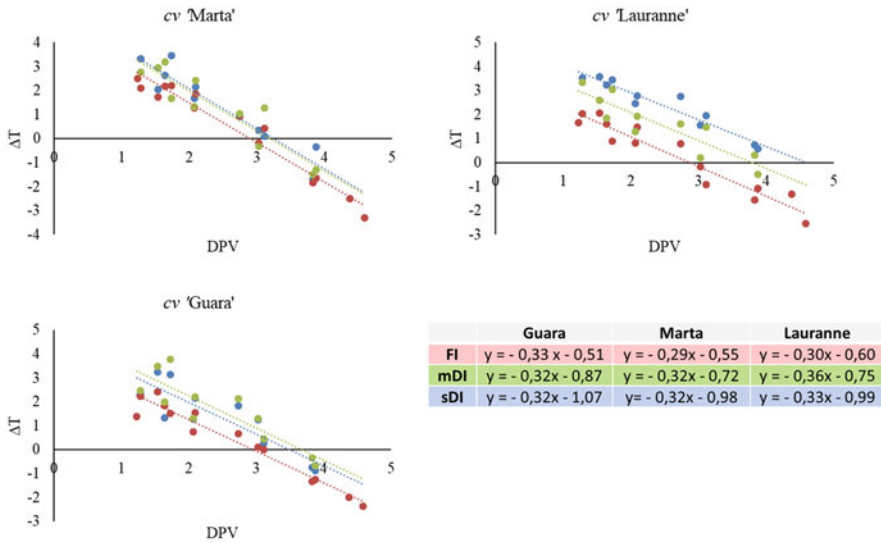 cv 'Marta'
4
3
2
1
0
-1
-2
-3
-4
ΔT
0 1 2 3 4 5
DPV
cv 'Lauranne'
5
4
3
2
1
0
-1
-2
-3
ΔT
0 1 2 3 4 5
DPV
cv 'Guara'
5
4
3
2
1
0
-1
-2
-3
ΔT
0 1 2 3 4 5
DPV
Guara Marta Lauranne
FI y = - 0,33 x - 0,51 y = - 0,29x - 0,55 y = - 0,30x - 0,60
mDI y = - 0,32x - 0,87 y = - 0,32x - 0,72 y = - 0,36x - 0,75
sDI y = - 0,32x - 1,07 y= - 0,32x - 0,98 y = - 0,33x - 0,99